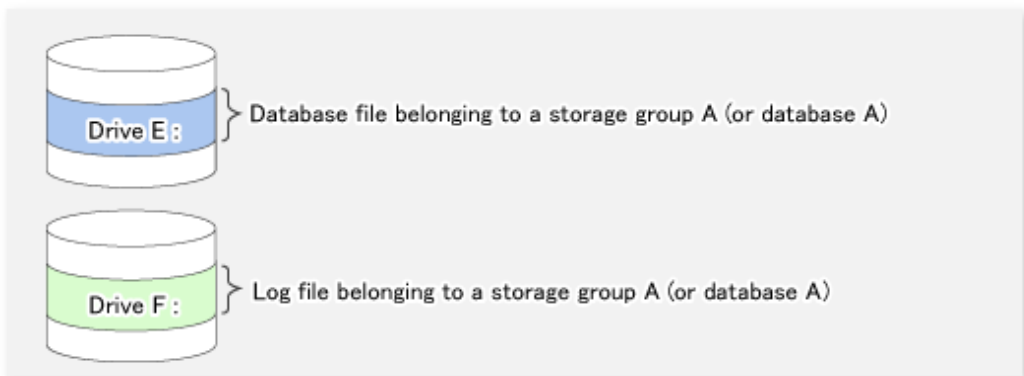 Drive E :
Database file belonging to a storage group A (or database A)
Drive F :
Log file belonging to a storage group A (or database A)